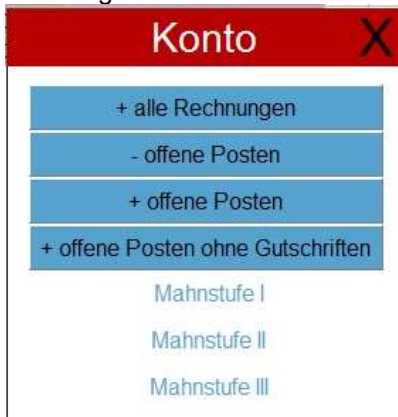 Konto X
+ alle Rechnungen
- offene Posten
+ offene Posten
+ offene Posten ohne Gutschriften
Mahnstufe I
Mahnstufe II
Mahnstufe III